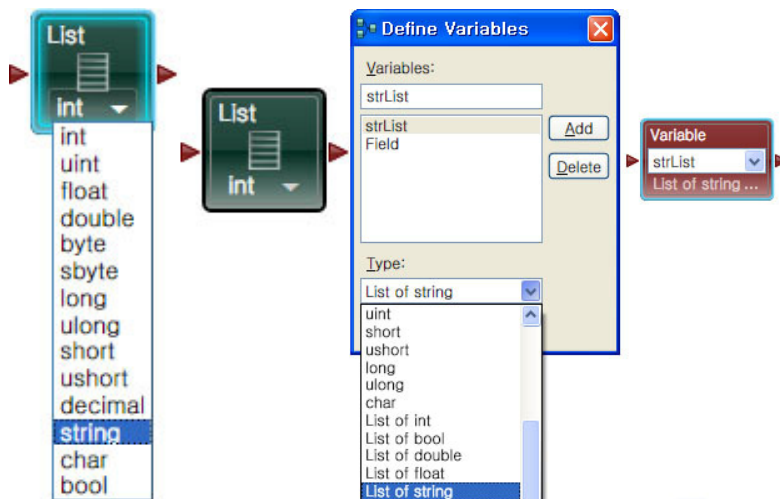 List
int
int
uint
float
double
byte
sbyte
long
ulong
short
ushort
decimal
string
char
bool
List
int
Define Variables
Variables:
strList
strList
Field
Add
Delete
Type:
List of string
uint
short
ushort
long
ulong
char
List of int
List of bool
List of double
List of float
List of string
Variable
strList
List of string ...